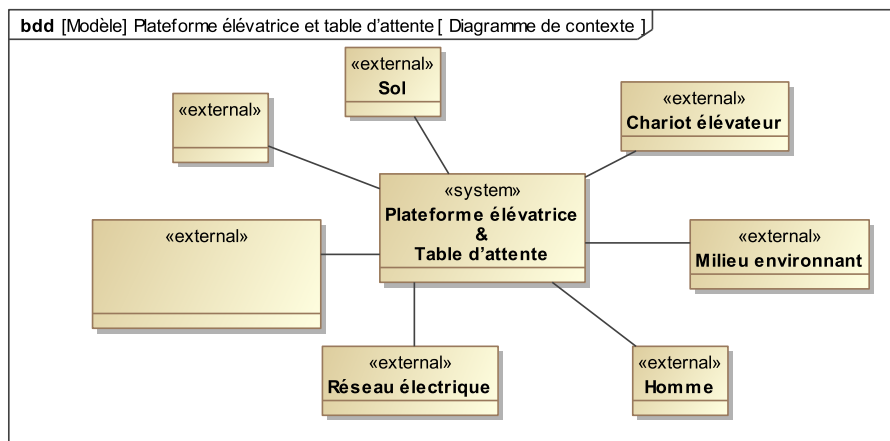 bdd [Modèle] Plateforme élévatrice et table d'attente [ Diagramme de contexte ]
«external»
Sol
«external»
«external»
Chariot élévateur
«system»
Plateforme élévatrice
&
Table d'attente
«external»
«external»
Milieu environnant
«external»
Réseau électrique
«external»
Homme